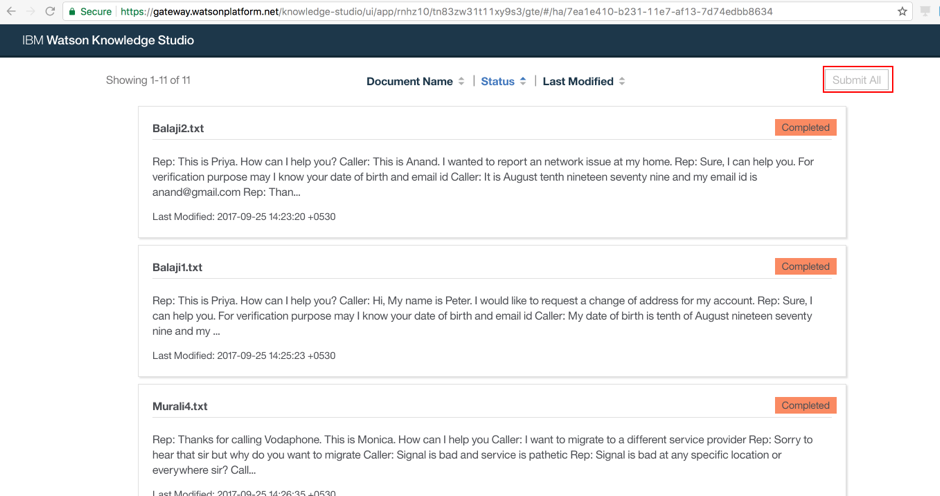 Secure https://gateway.watsonplatform.net/knowledge-studio/ui/app/rnhz10/tn83zw31t11xy9s3/gte/#/ha/7ea1e410-b231-11e7-af13-7d74edbb8634
IBM Watson Knowledge Studio
Showing 1-11 of 11 Document Name | Status | Last Modified Submit All
Balaji2.txt Completed
Rep: This is Priya. How can I help you? Caller: This is Anand. I wanted to report an network issue at my home. Rep: Sure, I can help you. For
verification purpose may I know your date of birth and email id Caller: It is August tenth nineteen seventy nine and my email id is
anand@gmail.com Rep: Than...
Last Modified: 2017-09-25 14:23:20 +0530
Balaji1.txt Completed
Rep: This is Priya. How can I help you? Caller: Hi, My name is Peter. I would like to request a change of address for my account. Rep: Sure, I
can help you. For verification purpose may I know your date of birth and email id Caller: My date of birth is tenth of August nineteen seventy
nine and my ...
Last Modified: 2017-09-25 14:25:23 +0530
Murali4.txt Completed
Rep: Thanks for calling Vodaphone. This is Monica. How can I help you Caller: I want to migrate to a different service provider Rep: Sorry to
hear that sir but why do you want to migrate Caller: Signal is bad and service is pathetic Rep: Signal is bad at any specific location or
everywhere sir? Call...
Last Modified: 2017-09-25 14:26:35 +0530